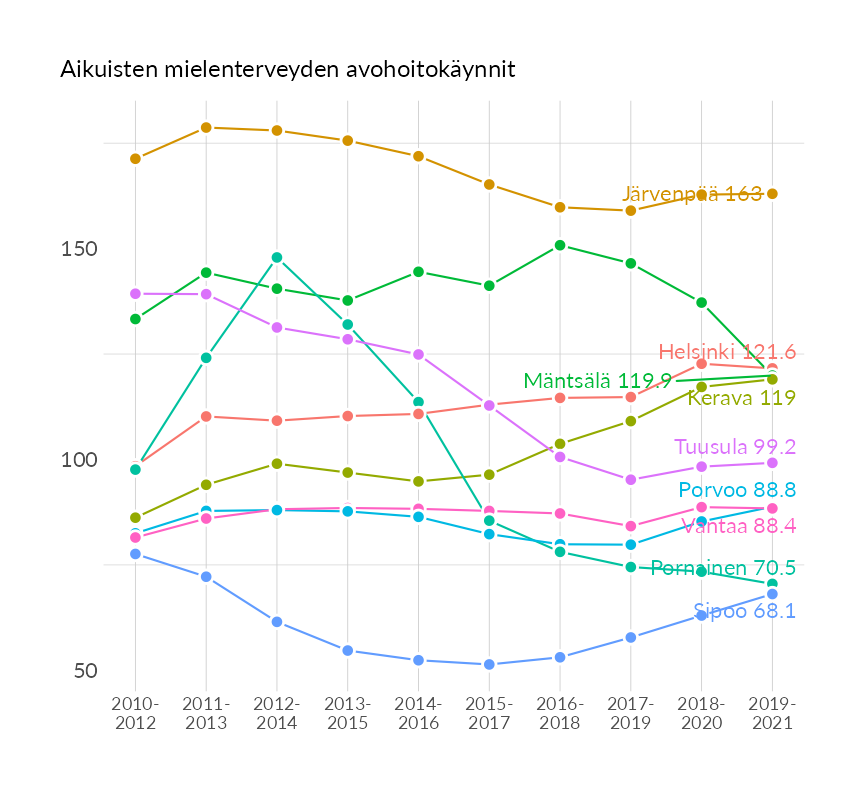 Aikuisten mielenterveyden avohoitokäynnit
Järvenpää 163
150
Helsinki 121.6
Mäntsälä 119.9
Kerava 119
Tuusula 99.2
100
Porvoo 88.8
Vantaa 88.4
Pornainen 70.5
Sipoo 68.1
50
2010- 2011- 2012- 2013- 2014- 2015- 2016- 2017- 2018- 2019-
2012 2013 2014 2015 2016 2017 2018 2019 2020 2021